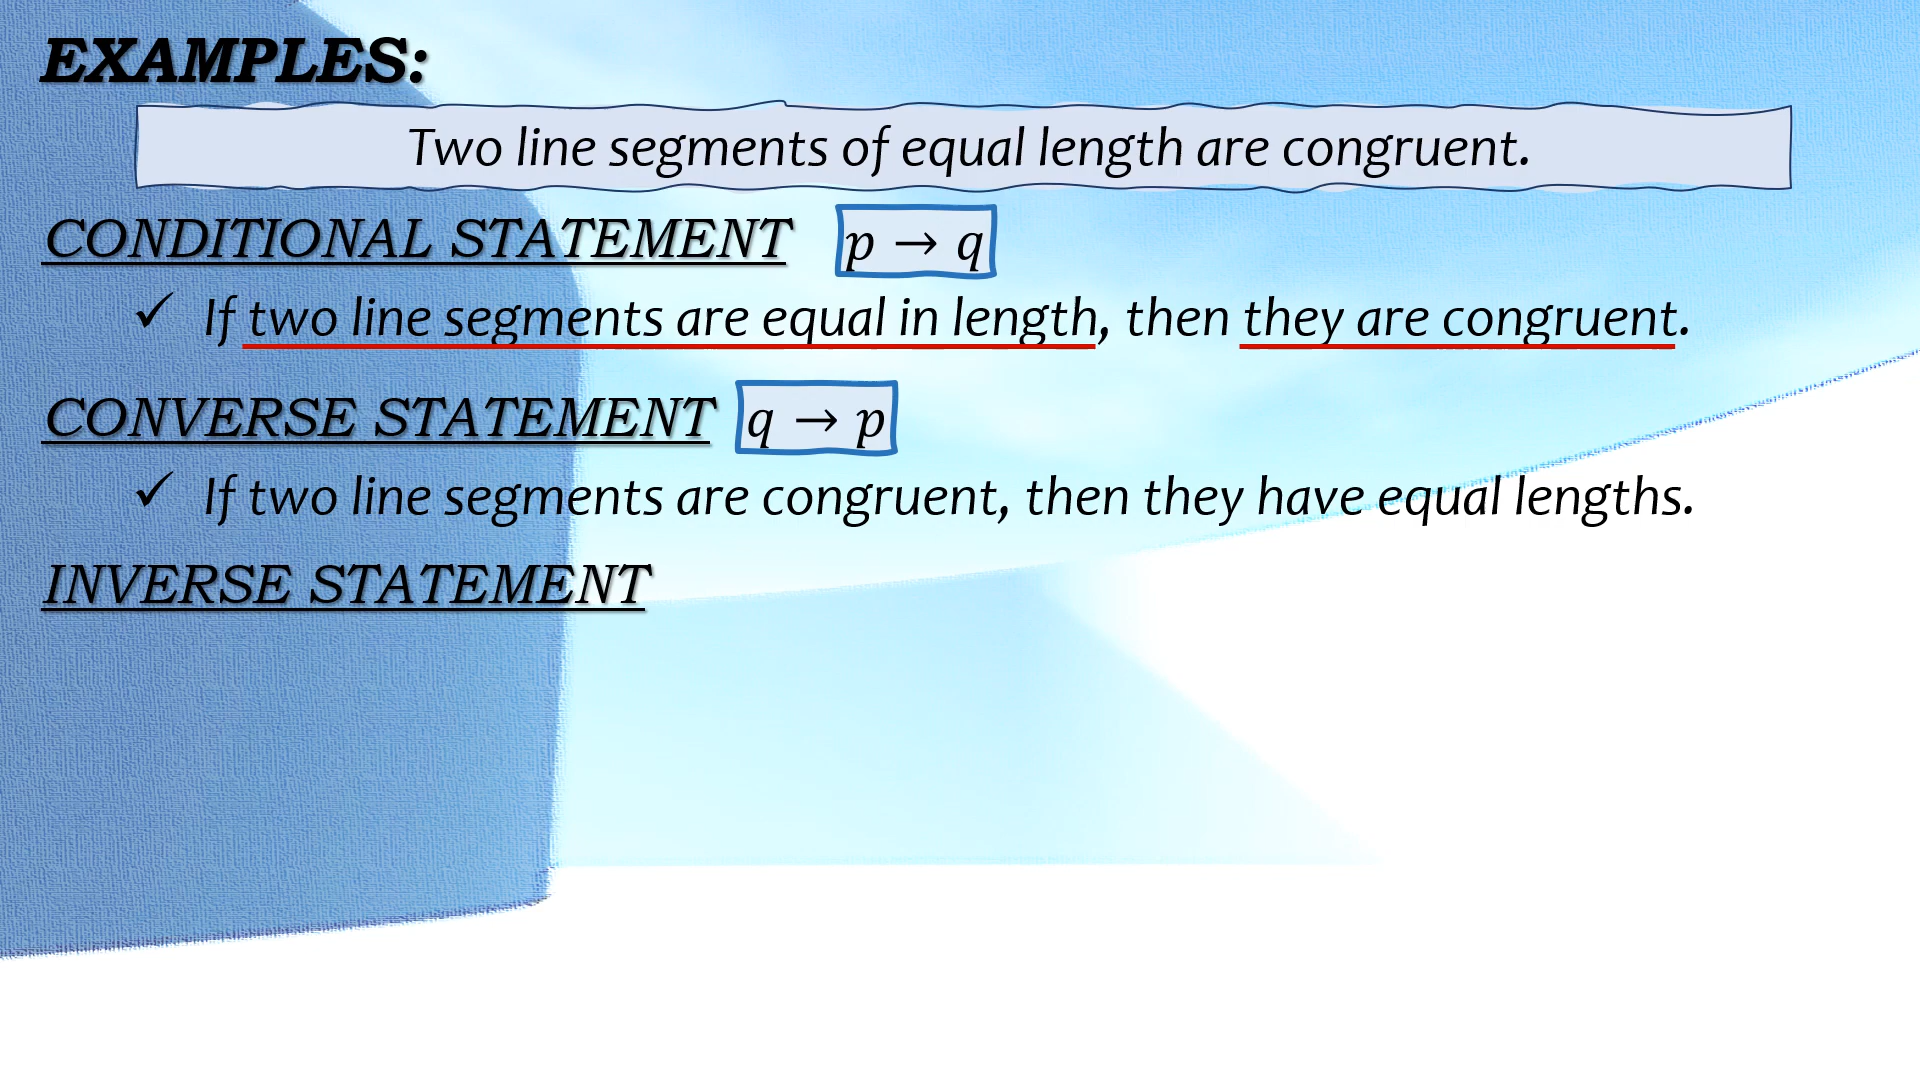 EXAMPLES:
Two line segments of equal length are congruent.
CONDITIONAL STATEMENT p → q
✓ If two line segments are equal in length, then they are congruent.
CONVERSE STATEMENT q → p
✓ If two line segments are congruent, then they have equal lengths.
INVERSE STATEMENT